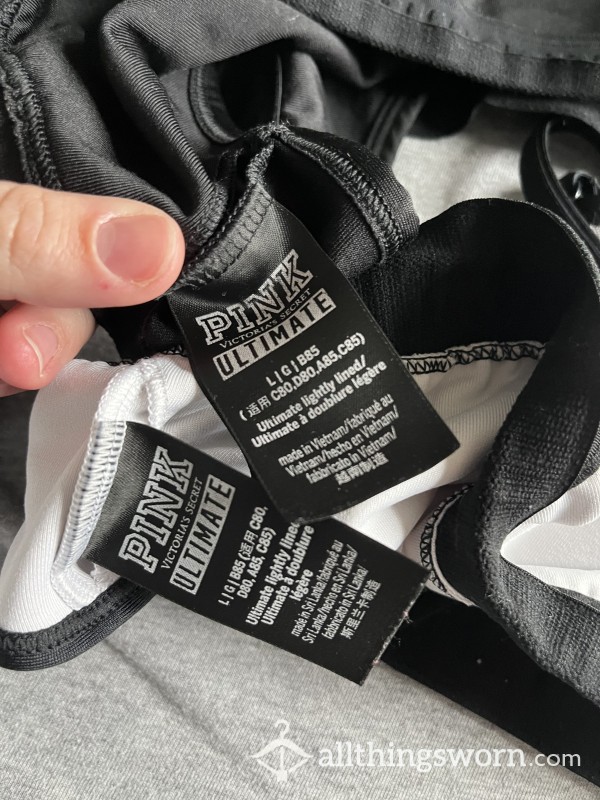 PINK
VICTORIA'S SECRET
ULTIMATE
L|G|B85
(适用 C80,D80,A85,C85)
Ultimate lightly lined/
Ultimate à doublure légère
made in Vietnam/fabriqué au
Vietnam/hecho en Vietnam/
Vietnam/fabricado no Vietnam/
越南制造
PINK
VICTORIA'S SECRET
ULTIMATE
L|G|B85(适用 C80,
D80,A85, C85)
Ultimate lightly lined/
Ultimate à doublure
légère
made in Sri Lanka/fabriqué au
Sri Lanka/hecho en Sri Lanka/
fabricado in Sri Lanka/
斯里兰卡制造
allthingsworn.com